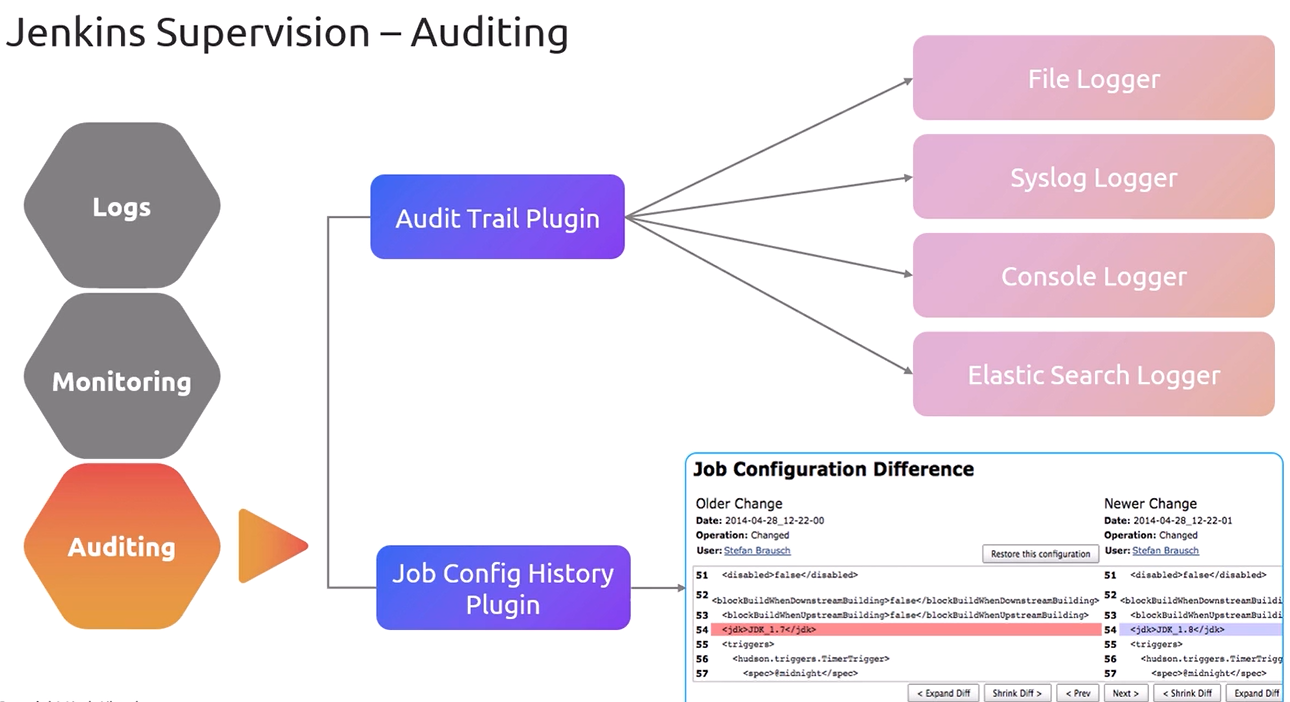 Jenkins Supervision – Auditing
Logs
Monitoring
Auditing
Audit Trail Plugin
File Logger
Syslog Logger
Console Logger
Elastic Search Logger
Job Config History
Plugin
Job Configuration Difference
Older Change
Date: 2014-04-28_12-22-00
Operation: Changed
User: Stefan Brausch
Restore this configuration
Newer Change
Date: 2014-04-28_12-22-01
Operation: Changed
User: Stefan Brausch
51 <disabled>false</disabled>
52 <blockBuildWhenDownstreamBuilding>false</blockBuildWhenDownstreamBuilding>
53 <blockBuildWhenUpstreamBuilding>false</blockBuildWhenUpstreamBuilding>
54 <jdk>JDK_1.7</jdk>
55 <triggers>
56 <hudson.triggers.TimerTrigger>
57 <spec>@midnight</spec>
51 <disabled>false</disabled>
52 <blockBuildWhenDownstreamBuildi
53 <blockBuildWhenUpstreamBuilding
54 <jdk>JDK_1.8</jdk>
55 <triggers>
56 <hudson.triggers.TimerTrigg
57 <spec>@midnight</spec>
< Expand Diff
Shrink Diff >
< Prev
Next >
< Shrink Diff
Expand Diff